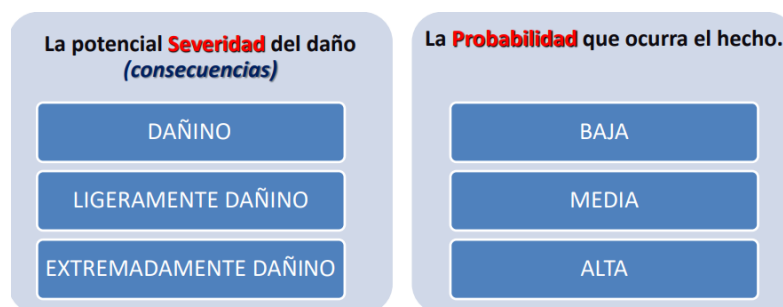 La potencial Severidad del daño
(consecuencias)
DAÑINO
LIGERAMENTE DAÑINO
EXTREMADAMENTE DAÑINO
La Probabilidad que ocurra el hecho.
BAJA
MEDIA
ALTA